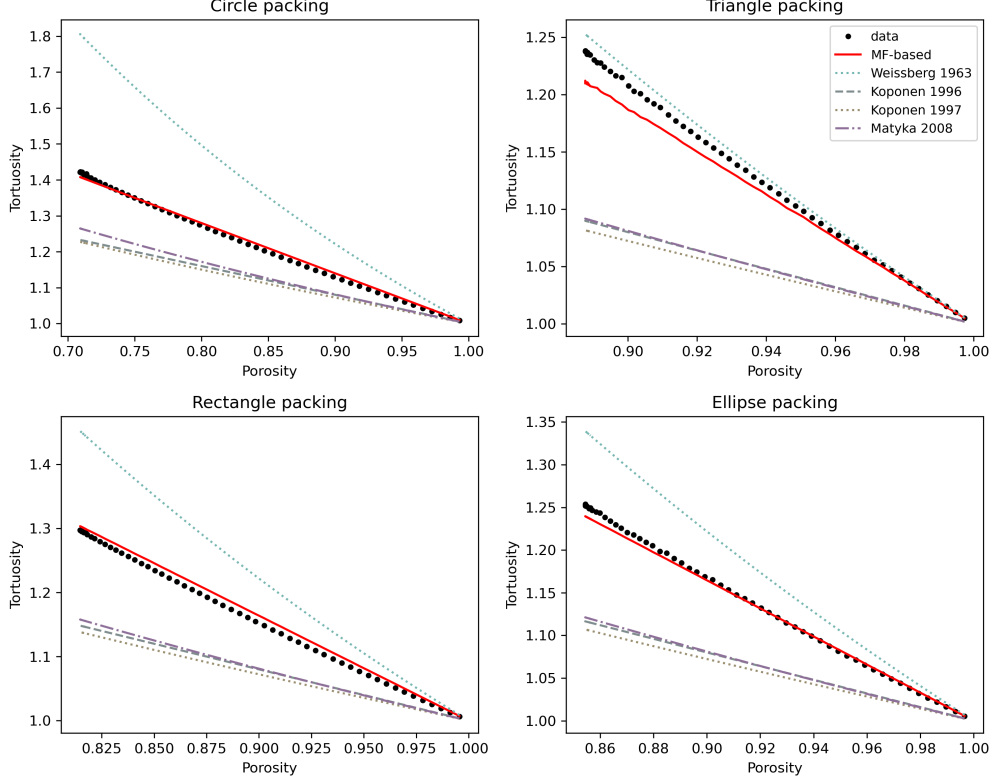 Circle packing
1.8
1.7
1.6
1.5
1.4
1.3
1.2
1.1
1.0
Tortuosity
0.70 0.75 0.80 0.85 0.90 0.95 1.00
Porosity
Triangle packing
1.25
1.20
1.15
1.10
1.05
1.00
Tortuosity
0.90 0.92 0.94 0.96 0.98 1.00
Porosity
data
MF-based
Weissberg 1963
Koponen 1996
Koponen 1997
Matyka 2008
Rectangle packing
1.4
1.3
1.2
1.1
1.0
Tortuosity
0.825 0.850 0.875 0.900 0.925 0.950 0.975 1.000
Porosity
Ellipse packing
1.35
1.30
1.25
1.20
1.15
1.10
1.05
1.00
Tortuosity
0.86 0.88 0.90 0.92 0.94 0.96 0.98 1.00
Porosity